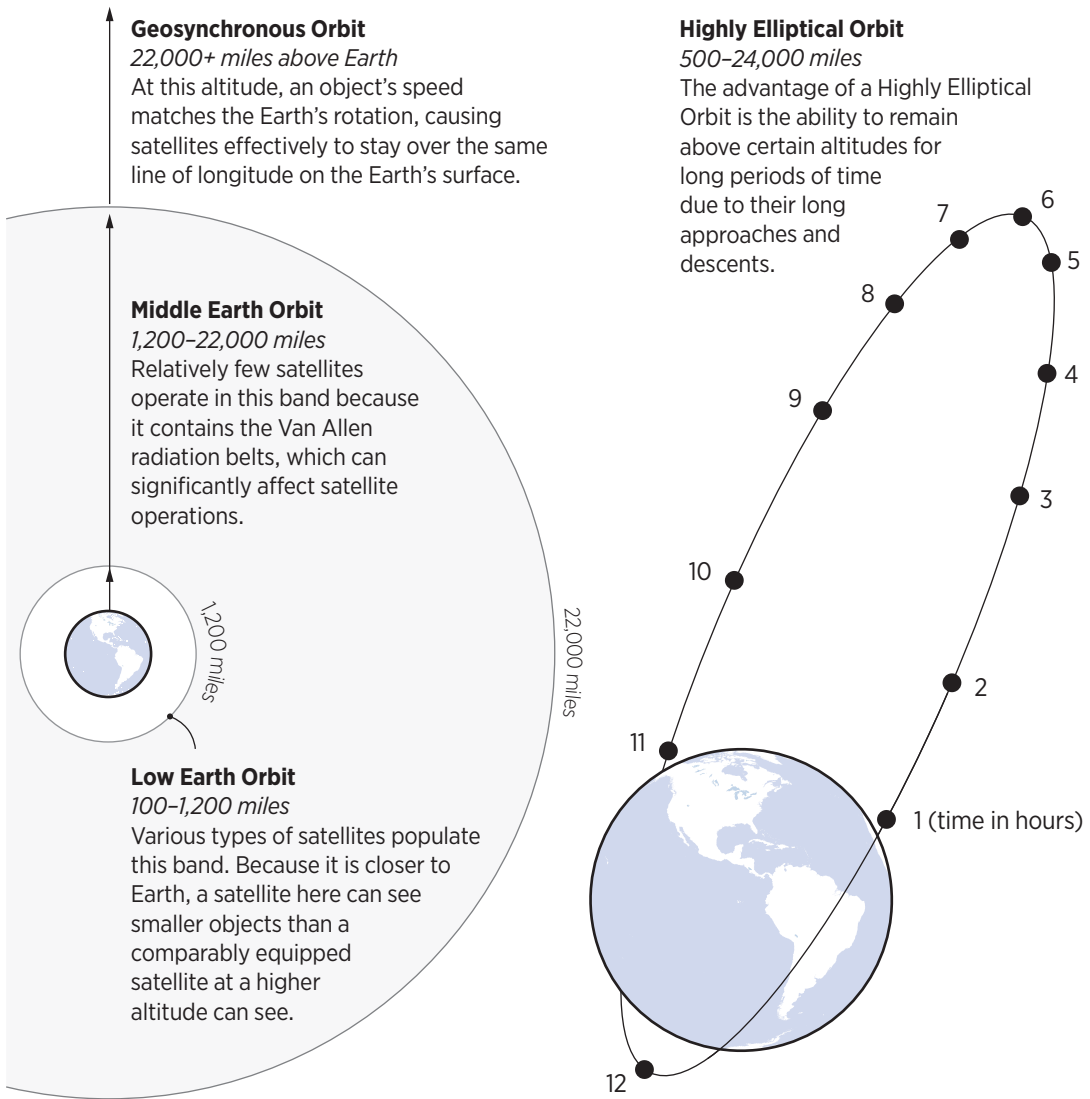 Geosynchronous Orbit
22,000+ miles above Earth
At this altitude, an object’s speed
matches the Earth’s rotation, causing
satellites effectively to stay over the same
line of longitude on the Earth’s surface.
Middle Earth Orbit
1,200–22,000 miles
Relatively few satellites
operate in this band because
it contains the Van Allen
radiation belts, which can
significantly affect satellite
operations.
1,200 miles
22,000 miles
Low Earth Orbit
100–1,200 miles
Various types of satellites populate
this band. Because it is closer to
Earth, a satellite here can see
smaller objects than a
comparably equipped
satellite at a higher
altitude can see.
Highly Elliptical Orbit
500–24,000 miles
The advantage of a Highly Elliptical
Orbit is the ability to remain
above certain altitudes for
long periods of time
due to their long
approaches and
descents.
6
7
5
8
4
9
3
10
2
11
1 (time in hours)
12